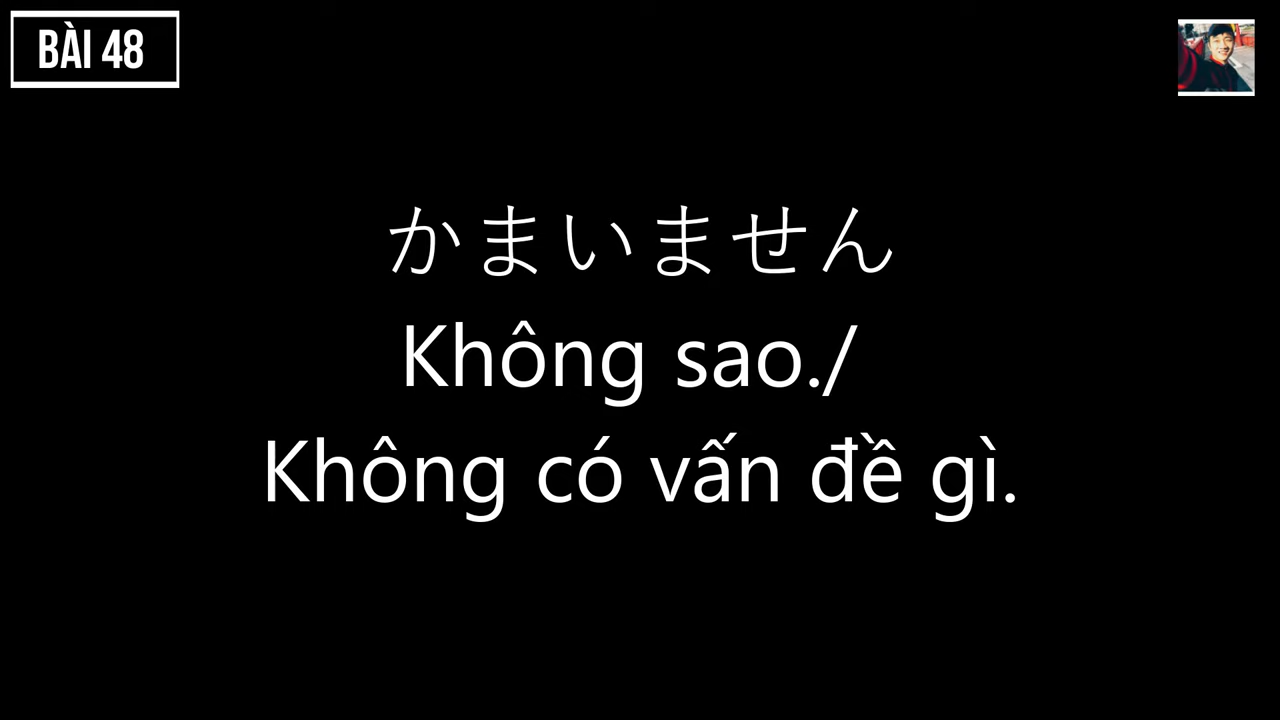 BÀI 48
かまいません
Không sao./
Không có vấn đề gì.